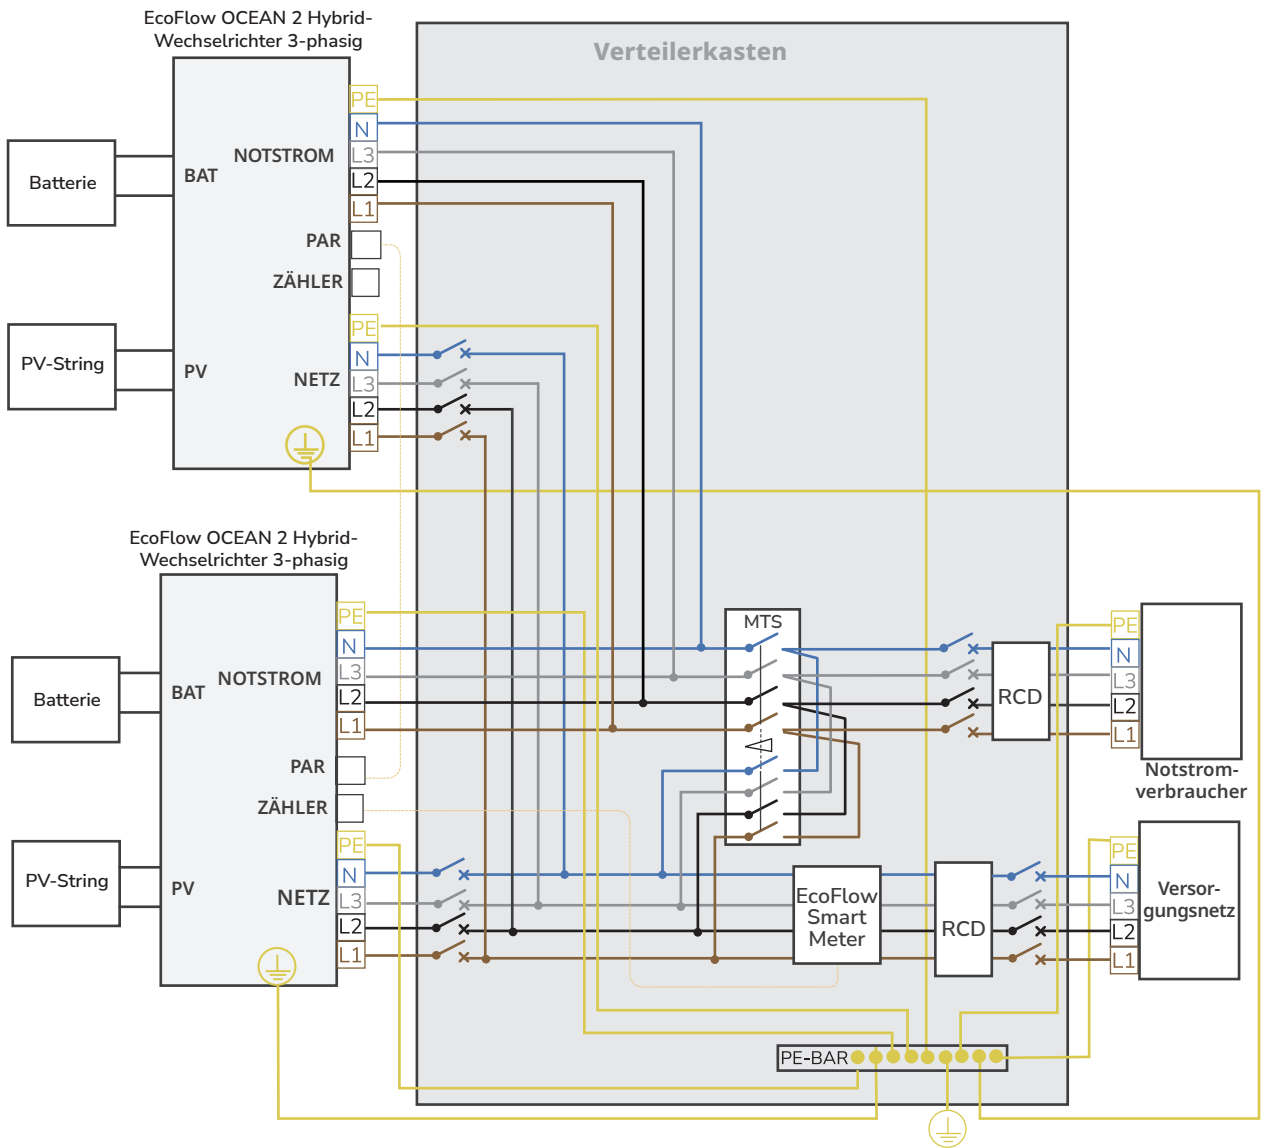 EcoFlow OCEAN 2 Hybrid-
Wechselrichter 3-phasig
Verteilerkasten
PE
N
L3
L2
L1
NOTSTROM
BAT
Batterie
PAR
ZÄHLER
PE
N
L3
L2
L1
NETZ
PV
PV-String
EcoFlow OCEAN 2 Hybrid-
Wechselrichter 3-phasig
PE
N
L3
L2
L1
NOTSTROM
BAT
Batterie
PAR
ZÄHLER
PE
N
L3
L2
L1
NETZ
PV
PV-String
MTS
RCD
PE
N
L3
L2
L1
Notstrom-
verbraucher
EcoFlow
Smart
Meter
RCD
PE
N
L3
L2
L1
Versor-
gungsnetz
PE-BAR